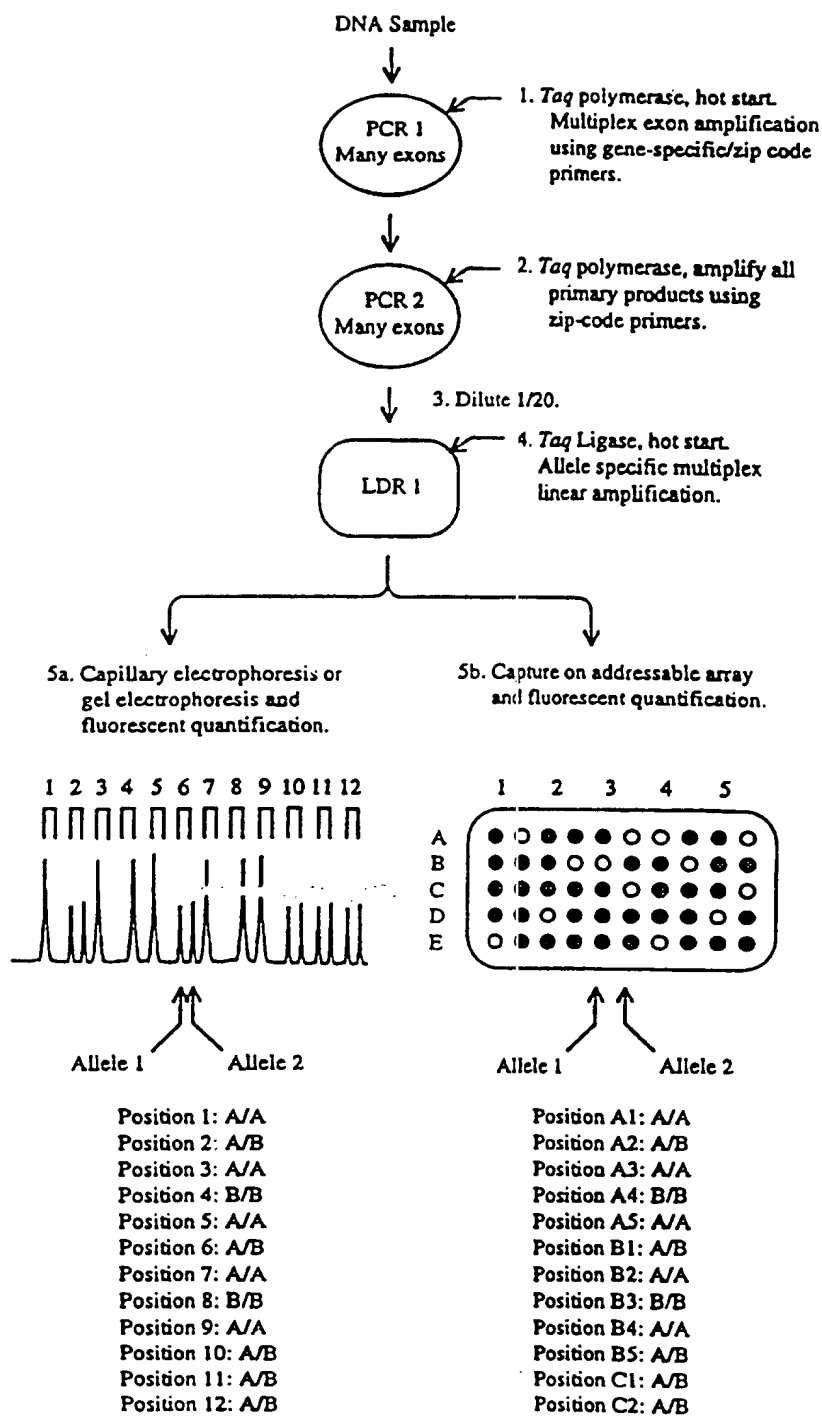 DNA Sample
PCR 1
Many exons
1. Taq polymerase, hot start.
Multiplex exon amplification
using gene-specific/zip code
primers.
PCR 2
Many exons
2. Taq polymerase, amplify all
primary products using
zip-code primers.
3. Dilute 1/20.
LDR 1
4. Taq Ligase, hot start.
Allele specific multiplex
linear amplification.
5a. Capillary electrophoresis or
gel electrophoresis and
fluorescent quantification.
5b. Capture on addressable array
and fluorescent quantification.
1 2 3 4 5 6 7 8 9 10 11 12
1 2 3 4 5
A
B
C
D
E
Allele 1 Allele 2
Allele 1 Allele 2
Position 1: A/A
Position 2: A/B
Position 3: A/A
Position 4: B/B
Position 5: A/A
Position 6: A/B
Position 7: A/A
Position 8: B/B
Position 9: A/A
Position 10: A/B
Position 11: A/B
Position 12: A/B
Position A1: A/A
Position A2: A/B
Position A3: A/A
Position A4: B/B
Position A5: A/A
Position B1: A/B
Position B2: A/A
Position B3: B/B
Position B4: A/A
Position B5: A/B
Position C1: A/B
Position C2: A/B